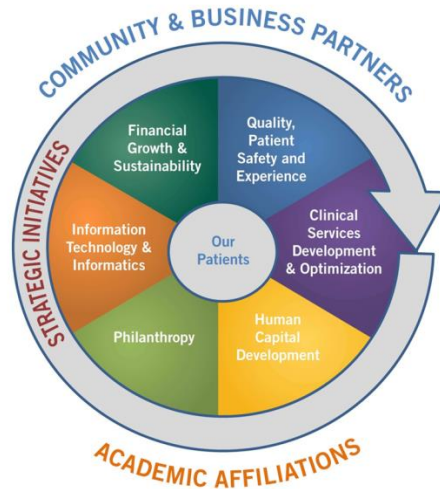 COMMUNITY & BUSINESS PARTNERS
STRATEGIC INITIATIVES
Financial
Growth &
Sustainability
Quality,
Patient
Safety and
Experience
Information
Technology &
Informatics
Our
Patients
Clinical
Services
Development
& Optimization
Philanthropy
Human
Capital
Development
ACADEMIC AFFILIATIONS